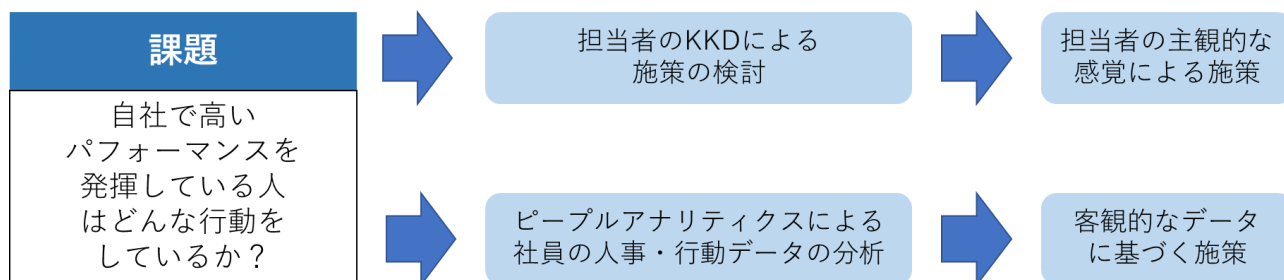 課題
自社で高い
パフォーマンスを
発揮している人
はどんな行動を
しているか？
担当者のKKDによる
施策の検討
担当者の主観的な
感覚による施策
ピープルアナリティクスによる
社員の人事・行動データの分析
客観的なデータ
に基づく施策